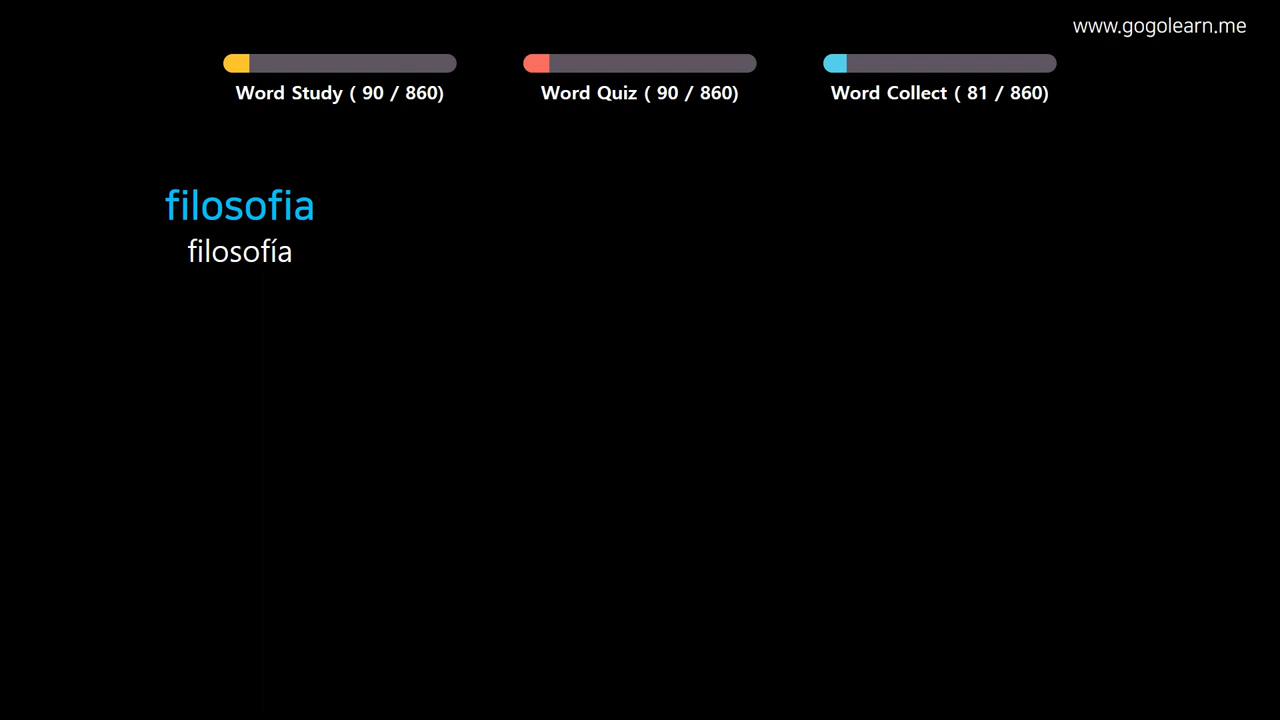 www.gogolearn.me
Word Study ( 90 / 860)
Word Quiz ( 90 / 860)
Word Collect ( 81 / 860)
filosofia
filosofía